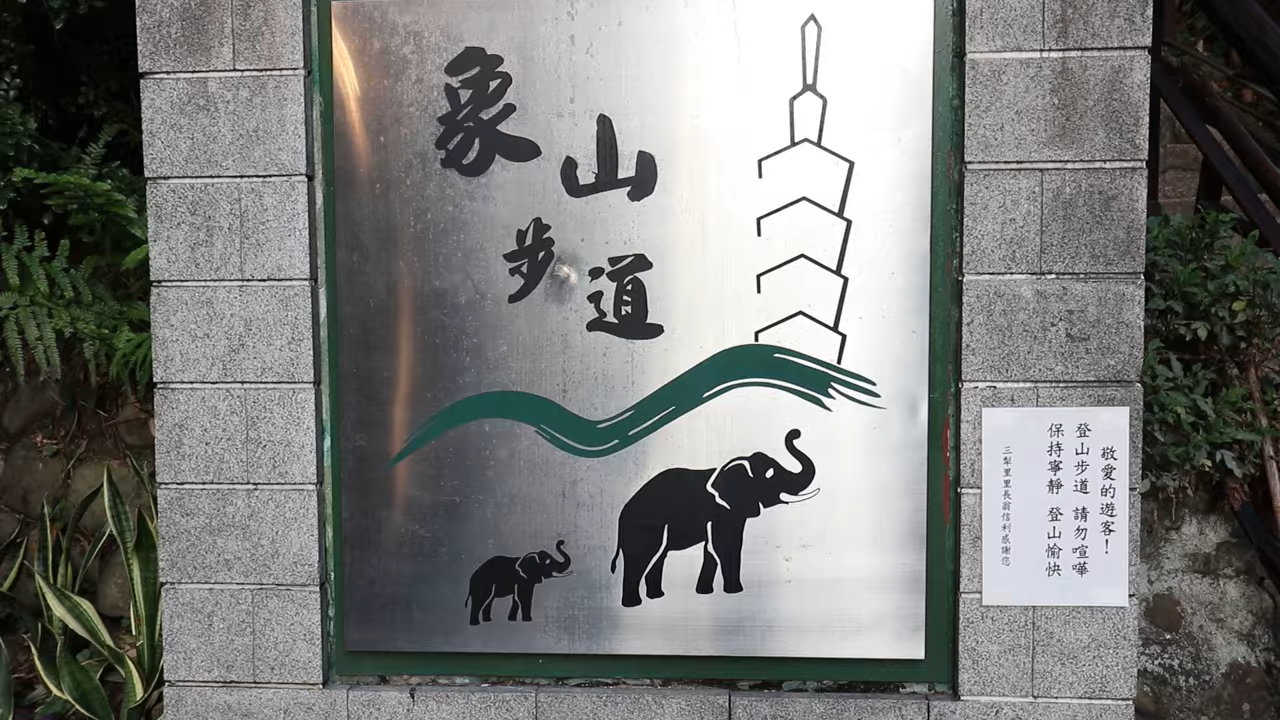 象山
步道
敬愛的遊客！
登山步道 請勿喧嘩
保持寧靜 登山愉快
三犁里里長翁信利感謝您